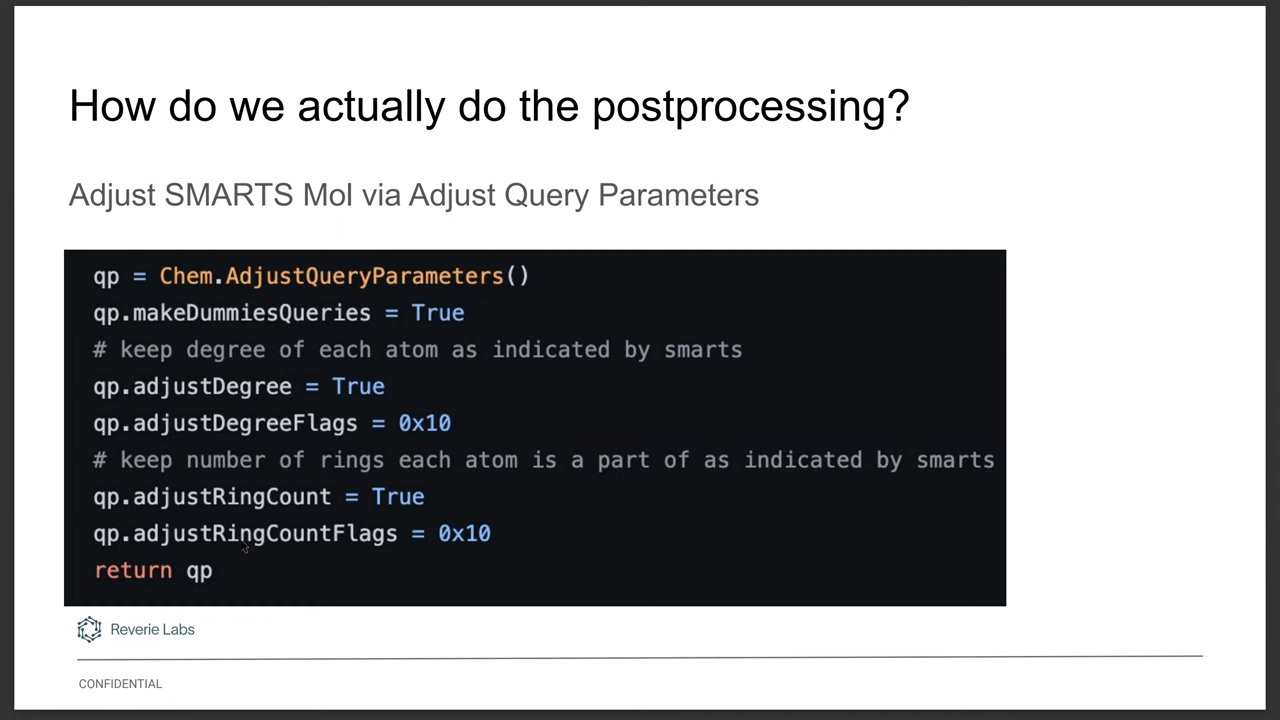 How do we actually do the postprocessing?
Adjust SMARTS Mol via Adjust Query Parameters
qp = Chem.AdjustQueryParameters()
qp.makeDummiesQueries = True
# keep degree of each atom as indicated by smarts
qp.adjustDegree = True
qp.adjustDegreeFlags = 0x10
# keep number of rings each atom is a part of as indicated by smarts
qp.adjustRingCount = True
qp.adjustRingCountFlags = 0x10
return qp
Reverie Labs
CONFIDENTIAL